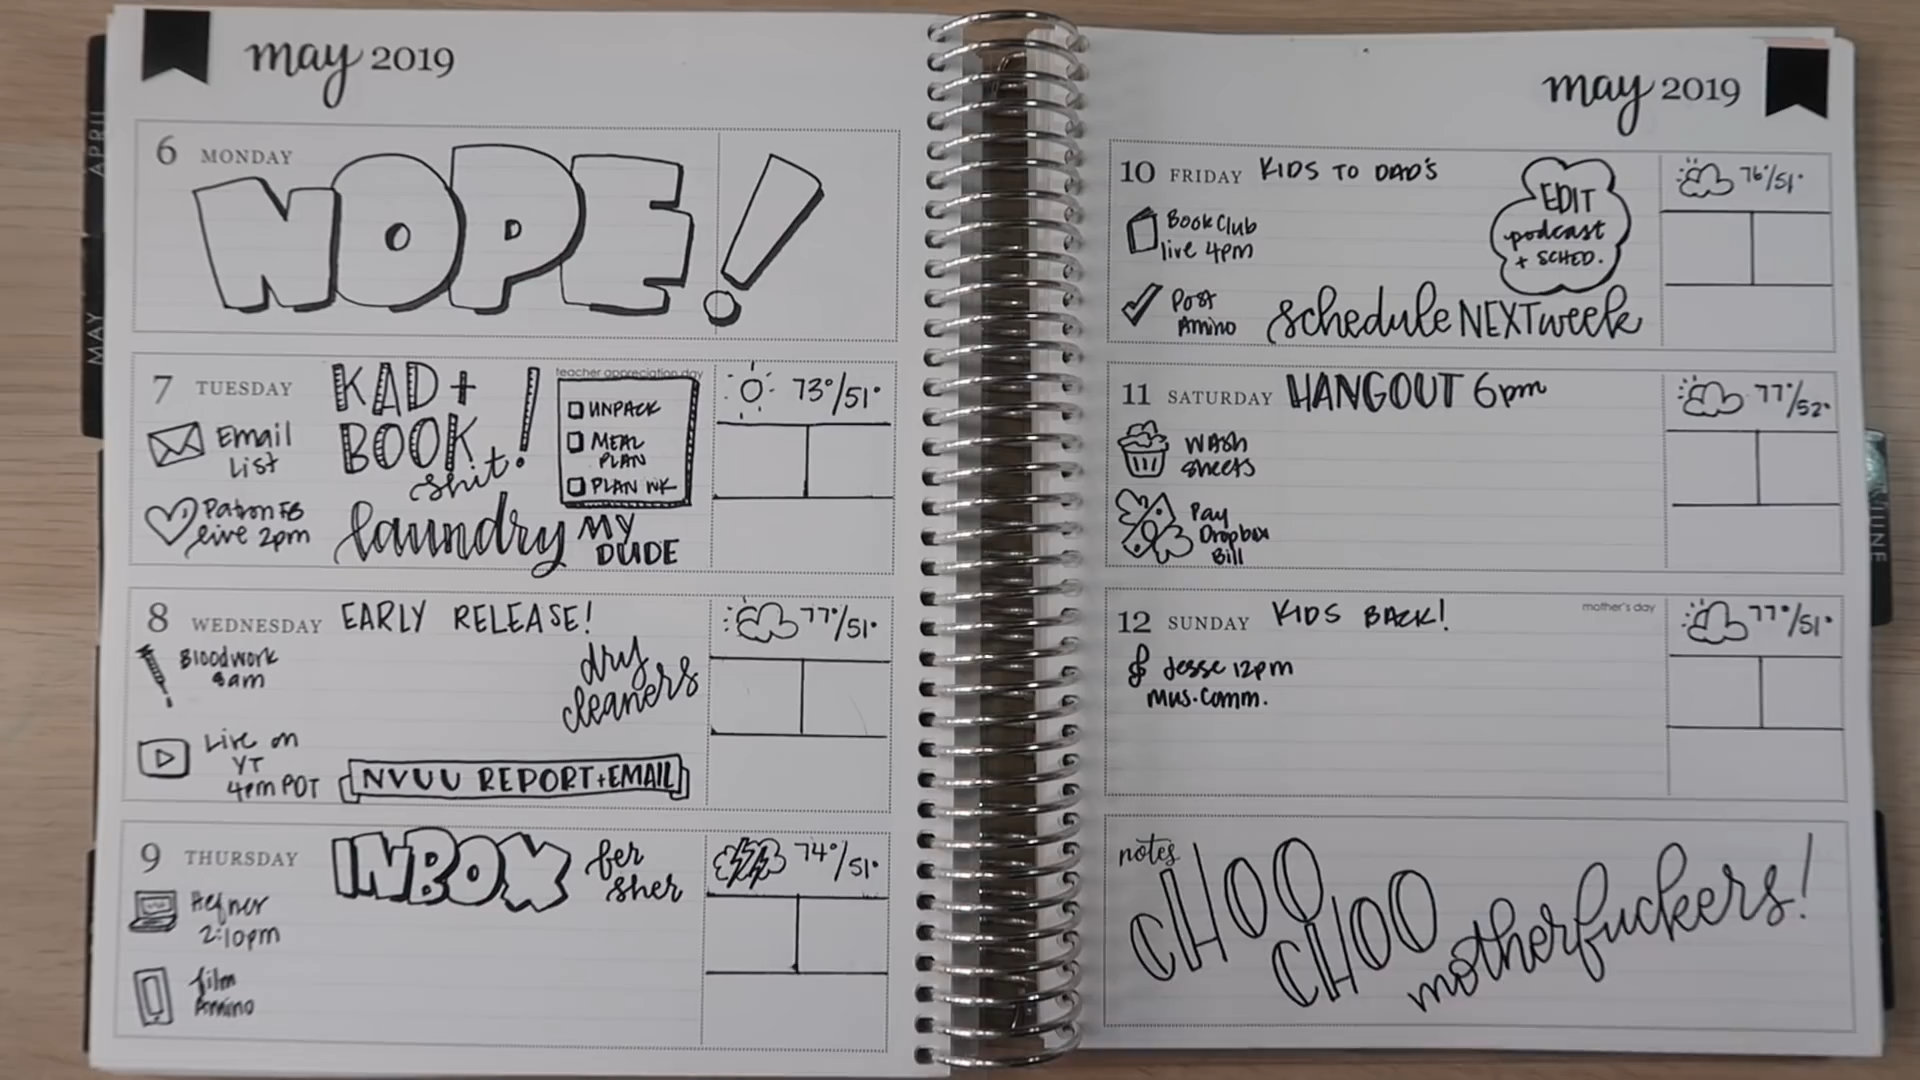 may 2019
6 MONDAY
NOPE!
7 TUESDAY
KAD +
BOOK
shit!
teacher appreciation day
UNPACK
MEAL
PLAN
PLAN WK
73°/51°
Email
List
Patron FB
live 2pm
laundry MY
DUDE
8 WEDNESDAY
EARLY RELEASE!
77°/51°
Bloodwork
8am
dry
cleaners
Live on
YT
4pm PDT
NVUU REPORT+EMAIL
9 THURSDAY
INBOX fer
sher
74°/51°
Hefner
2:10pm
film
Amino
APRIL
MAY
may 2019
10 FRIDAY KIDS TO DAD'S
76°/51°
Book Club
live 4pm
EDIT
podcast
+ SCHED.
Post
Amino
schedule NEXT week
11 SATURDAY HANGOUT 6pm
77°/52°
WASH
sheets
Pay
Dropbox
Bill
12 SUNDAY KIDS BACK!
mother's day
77°/51°
Jesse 12pm
Mus. Comm.
notes
CHOO
CHOO
motherfuckers!
JUNE